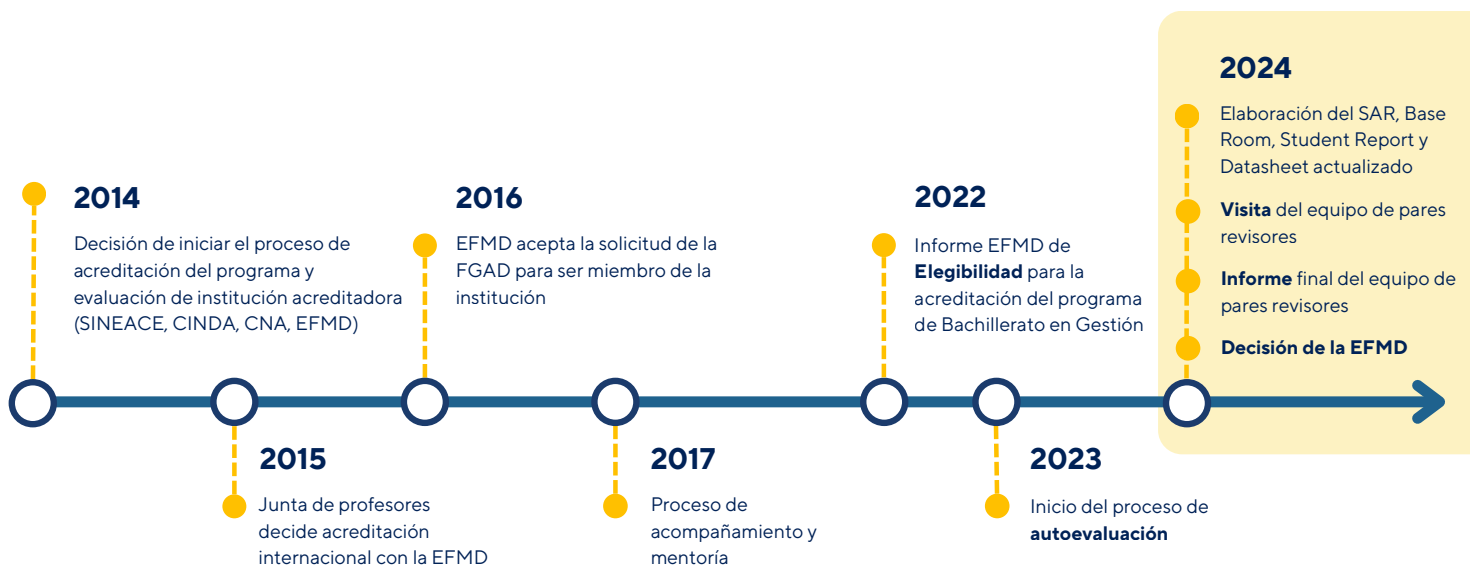 2014
Decisión de iniciar el proceso de
acreditación del programa y
evaluación de institución acreditadora
(SINEACE, CINDA, CNA, EFMD)
2015
Junta de profesores
decide acreditación
internacional con la EFMD
2016
EFMD acepta la solicitud de la
FGAD para ser miembro de la
institución
2017
Proceso de
acompañamiento y
mentoría
2022
Informe EFMD de
Elegibilidad para la
acreditación del programa
de Bachillerato en Gestión
2023
Inicio del proceso de
autoevaluación
2024
Elaboración del SAR, Base
Room, Student Report y
Datasheet actualizado
Visita del equipo de pares
revisores
Informe final del equipo de
pares revisores
Decisión de la EFMD